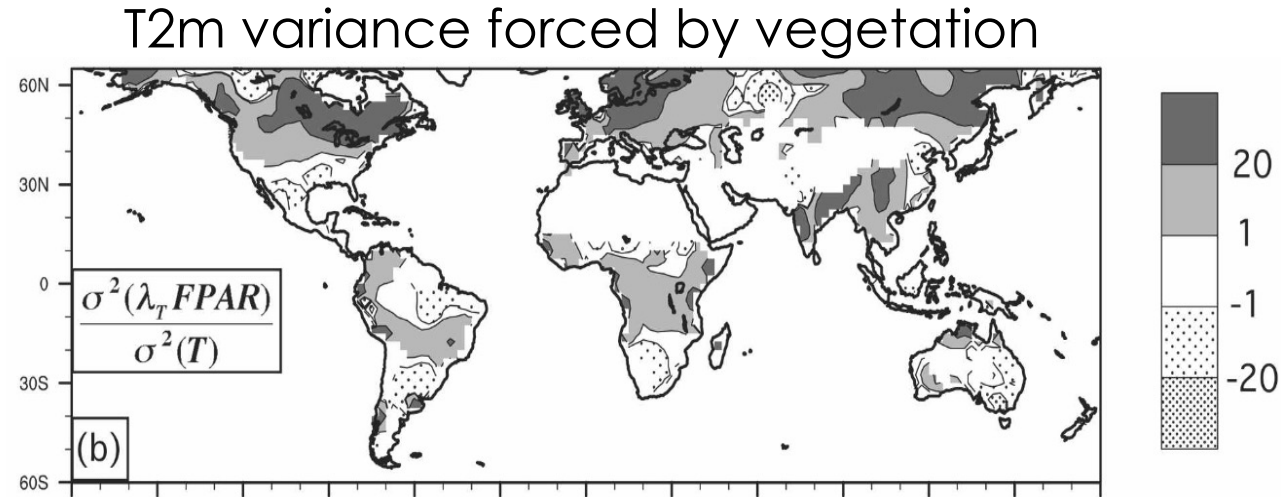 T2m variance forced by vegetation
60N
30N
0
30S
60S
σ²(λ_T FPAR)
σ²(T)
(b)
20
1
-1
-20